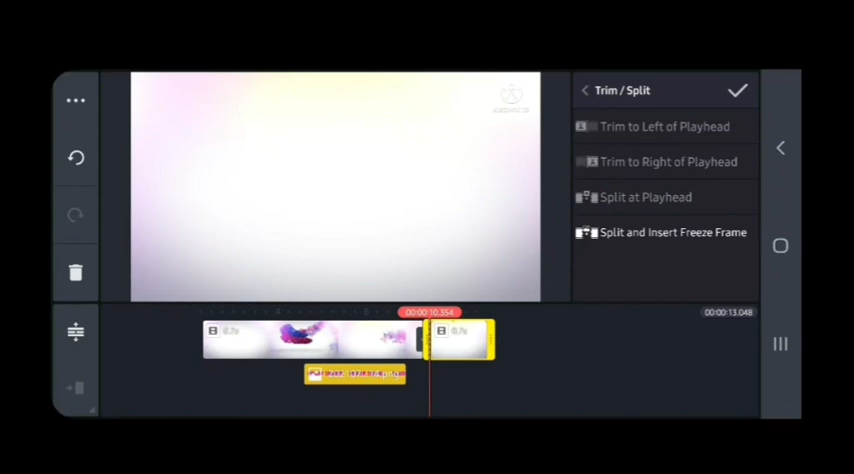 Trim / Split
Trim to Left of Playhead
Trim to Right of Playhead
Split at Playhead
Split and Insert Freeze Frame
00:00:10.354
00:00:13.048